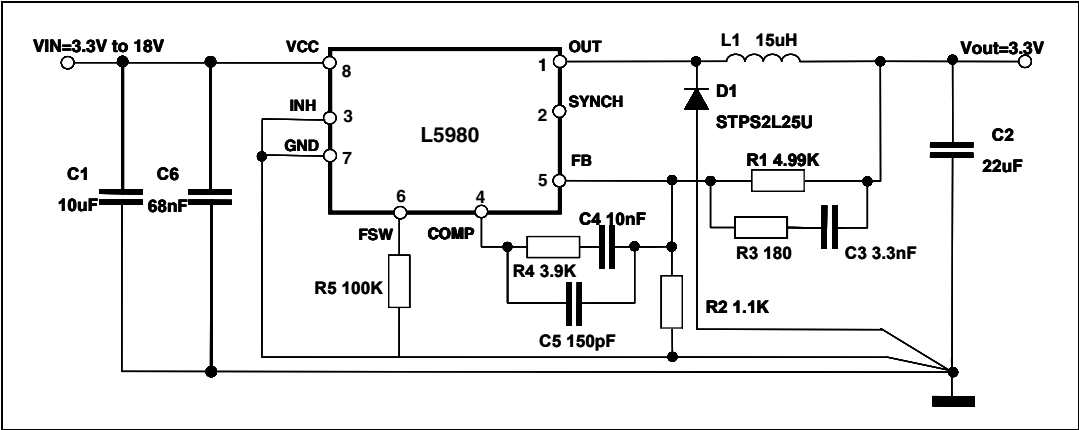 VIN=3.3V to 18V
VCC
8
OUT
1
L1 15uH
Vout=3.3V
INH
3
SYNCH
2
D1
STPS2L25U
GND
7
L5980
FB
5
R1 4.99K
C2
22uF
C1
10uF
C6
68nF
6
4
FSW
COMP
C4 10nF
R3 180
C3 3.3nF
R4 3.9K
R5 100K
R2 1.1K
C5 150pF